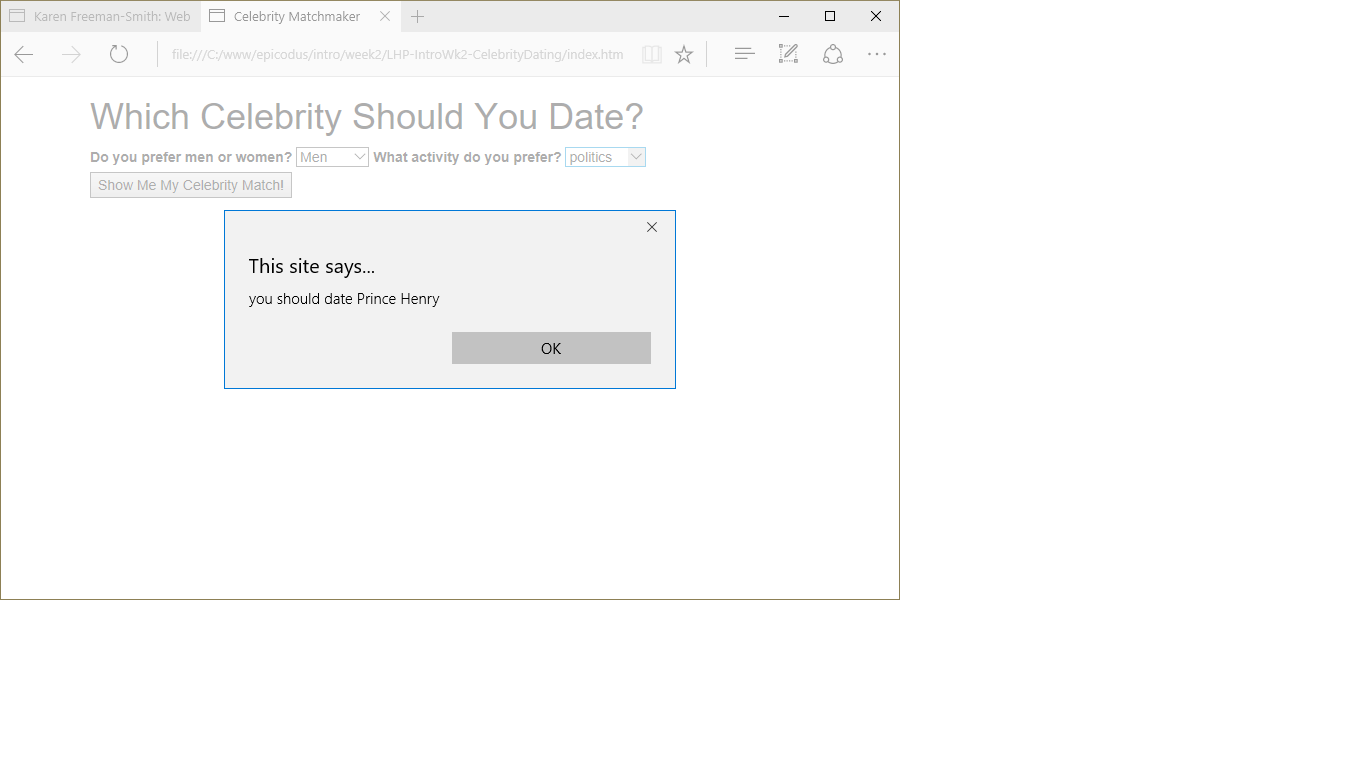 Karen Freeman-Smith: Web
Celebrity Matchmaker
file:///C:/www/epicodus/intro/week2/LHP-IntroWk2-CelebrityDating/index.htm
Which Celebrity Should You Date?
Do you prefer men or women? Men What activity do you prefer? politics
Show Me My Celebrity Match!
This site says...
you should date Prince Henry
OK